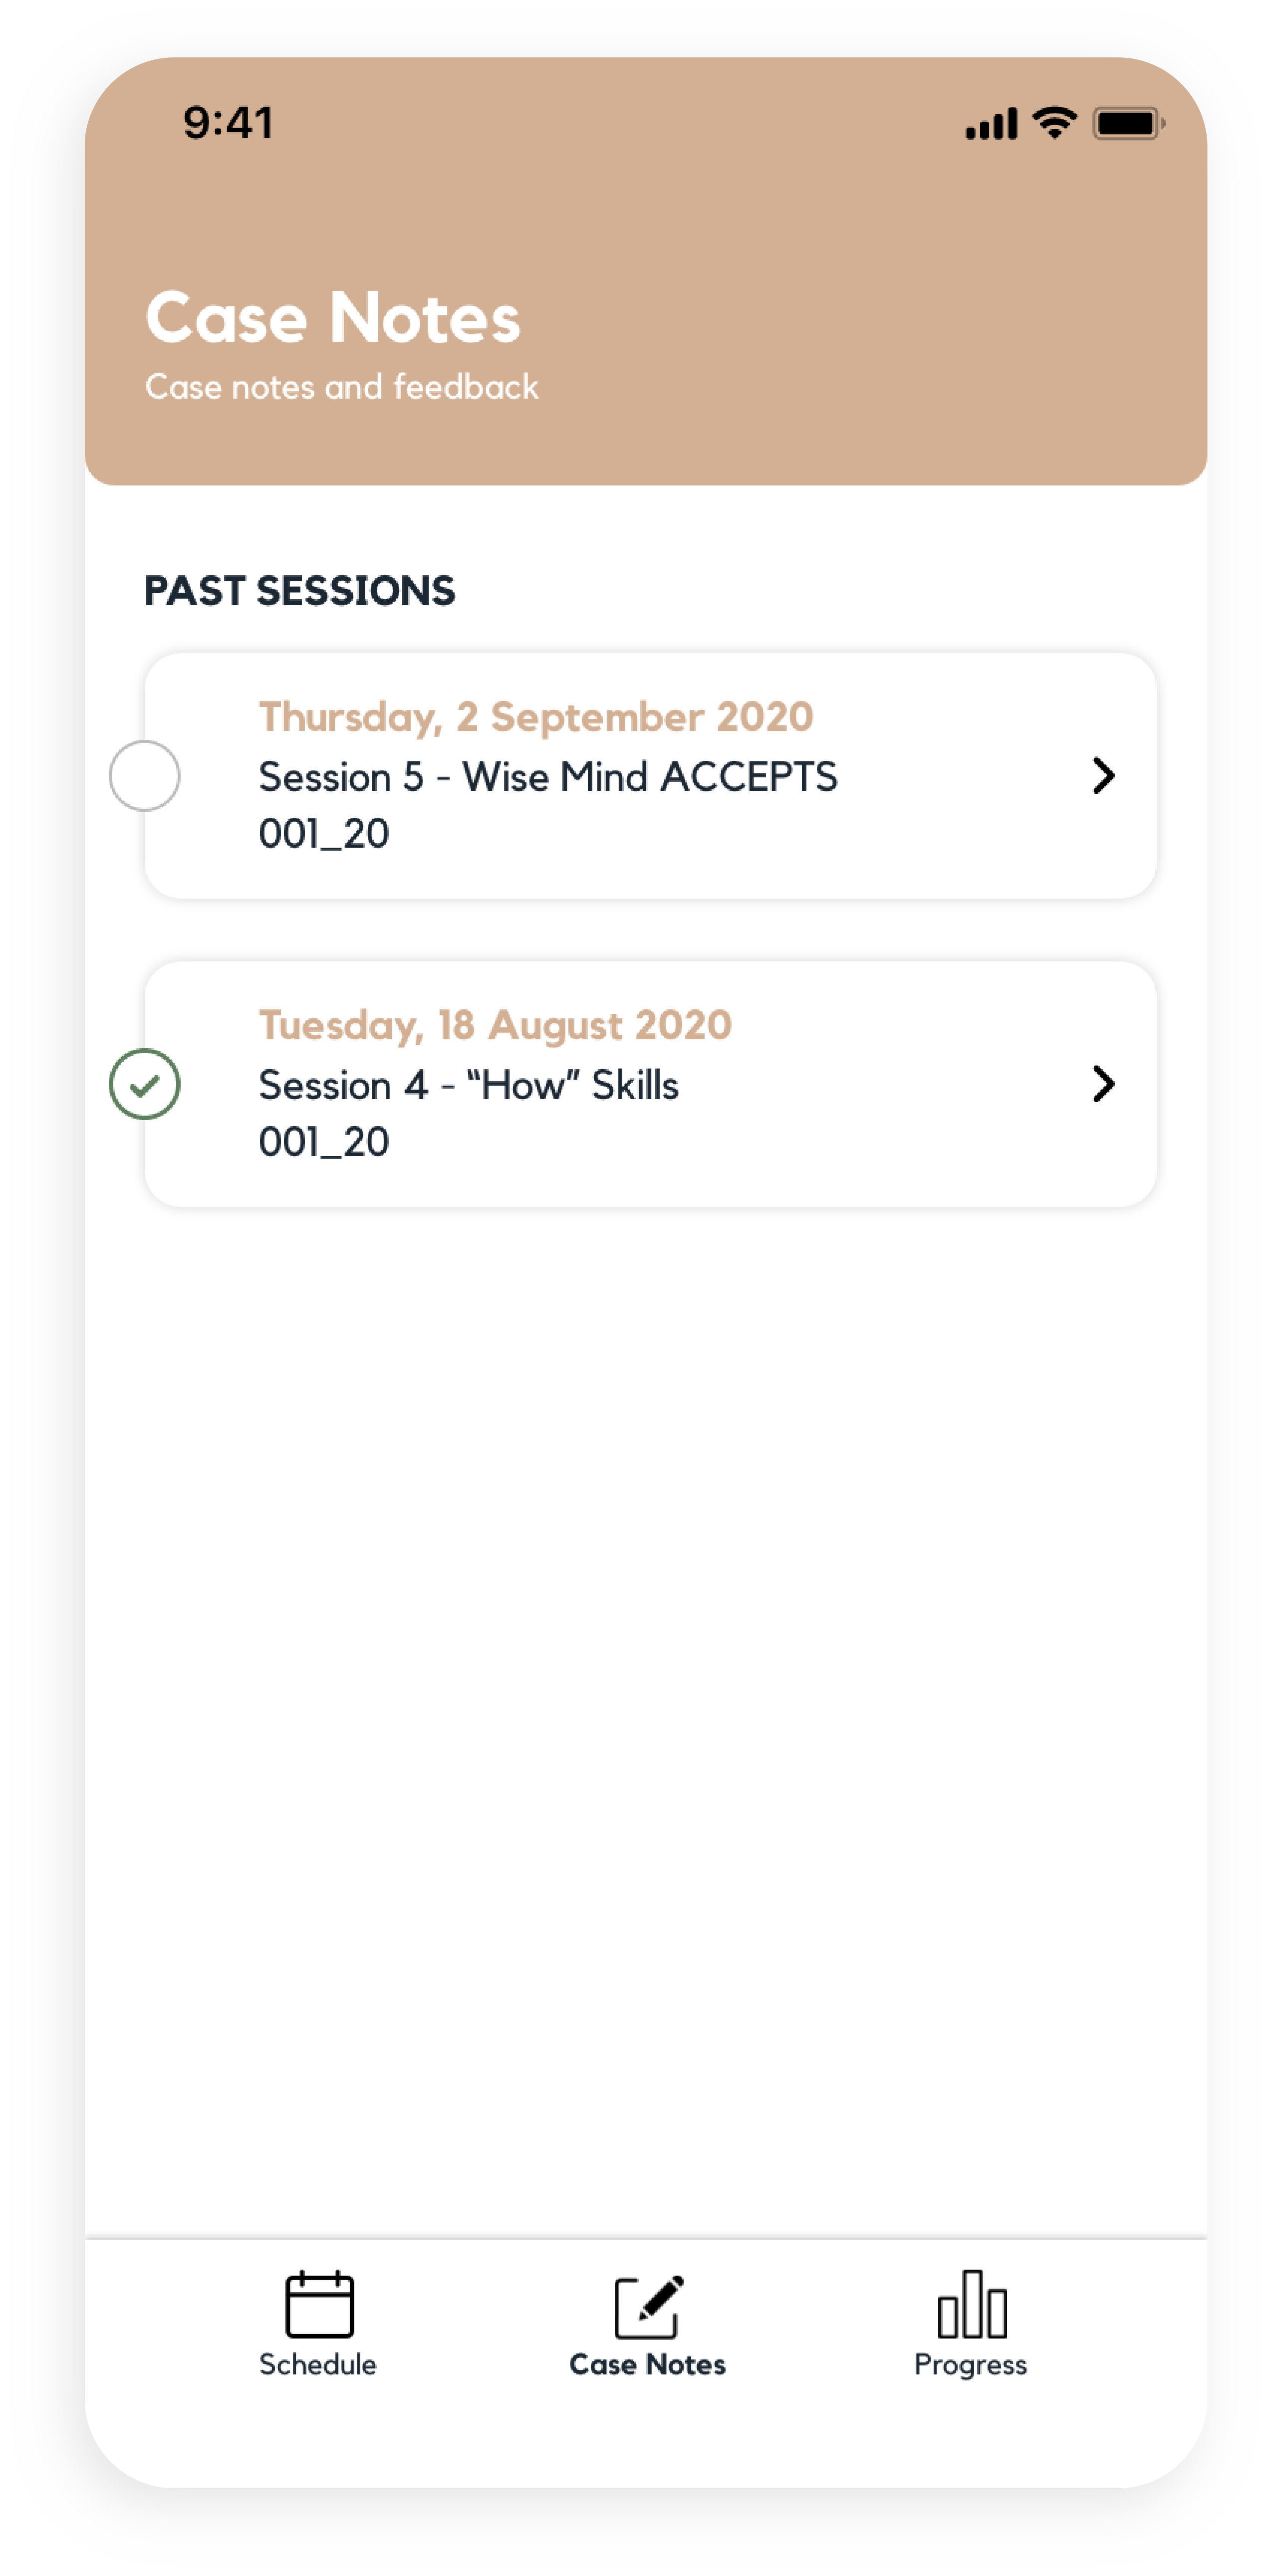 9:41
Case Notes
Case notes and feedback
PAST SESSIONS
Thursday, 2 September 2020
Session 5 - Wise Mind ACCEPTS
001_20
Tuesday, 18 August 2020
Session 4 - “How” Skills
001_20
Schedule
Case Notes
Progress